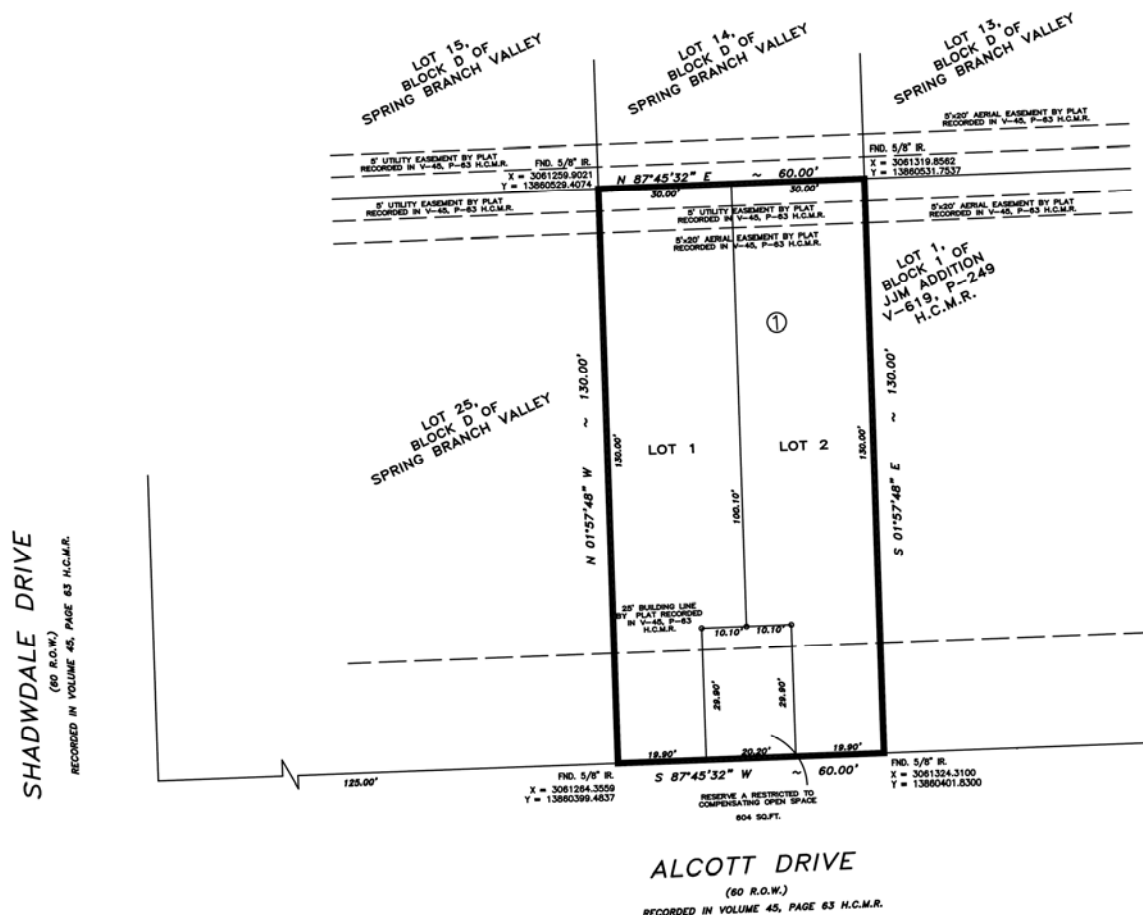 LOT 15,
BLOCK D OF
SPRING BRANCH VALLEY
LOT 14,
BLOCK D OF
SPRING BRANCH VALLEY
LOT 13,
BLOCK D OF
SPRING BRANCH VALLEY
5'x20' AERIAL EASEMENT BY PLAT
RECORDED IN V-45, P-63 H.C.M.R.
5' UTILITY EASEMENT BY PLAT
RECORDED IN V-45, P-63 H.C.M.R.
FND. 5/8" IR.
X = 3061259.9021
Y = 13860529.4074
N 87°45'32" E ~ 60.00'
FND. 5/8" IR.
X = 3061319.8562
Y = 13860531.7537
30.00'
30.00'
5' UTILITY EASEMENT BY PLAT
RECORDED IN V-45, P-63 H.C.M.R.
5' UTILITY EASEMENT BY PLAT
RECORDED IN V-45, P-63 H.C.M.R.
5'x20' AERIAL EASEMENT BY PLAT
RECORDED IN V-45, P-63 H.C.M.R.
5'x20' AERIAL EASEMENT BY PLAT
RECORDED IN V-45, P-63 H.C.M.R.
LOT 1,
BLOCK 1 OF
JJM ADDITION
V-619, P-249
H.C.M.R.
1
LOT 25,
BLOCK D OF
SPRING BRANCH VALLEY
N 01°57'48" W ~ 130.00'
130.00'
LOT 1
100.10'
LOT 2
130.00'
S 01°57'48" E ~ 130.00'
25' BUILDING LINE
BY PLAT RECORDED
IN V-45, P-63
H.C.M.R.
10.10'
10.10'
29.90'
29.90'
19.90'
20.20'
19.90'
SHADWDALE DRIVE
(60 R.O.W.)
RECORDED IN VOLUME 45, PAGE 63 H.C.M.R.
125.00'
FND. 5/8" IR.
X = 3061264.3559
Y = 13860399.4837
S 87°45'32" W ~ 60.00'
FND. 5/8" IR.
X = 3061324.3100
Y = 13860401.8300
RESERVE A RESTRICTED TO
COMPENSATING OPEN SPACE
604 SQ.FT.
ALCOTT DRIVE
(60 R.O.W.)
RECORDED IN VOLUME 45, PAGE 63 H.C.M.R.